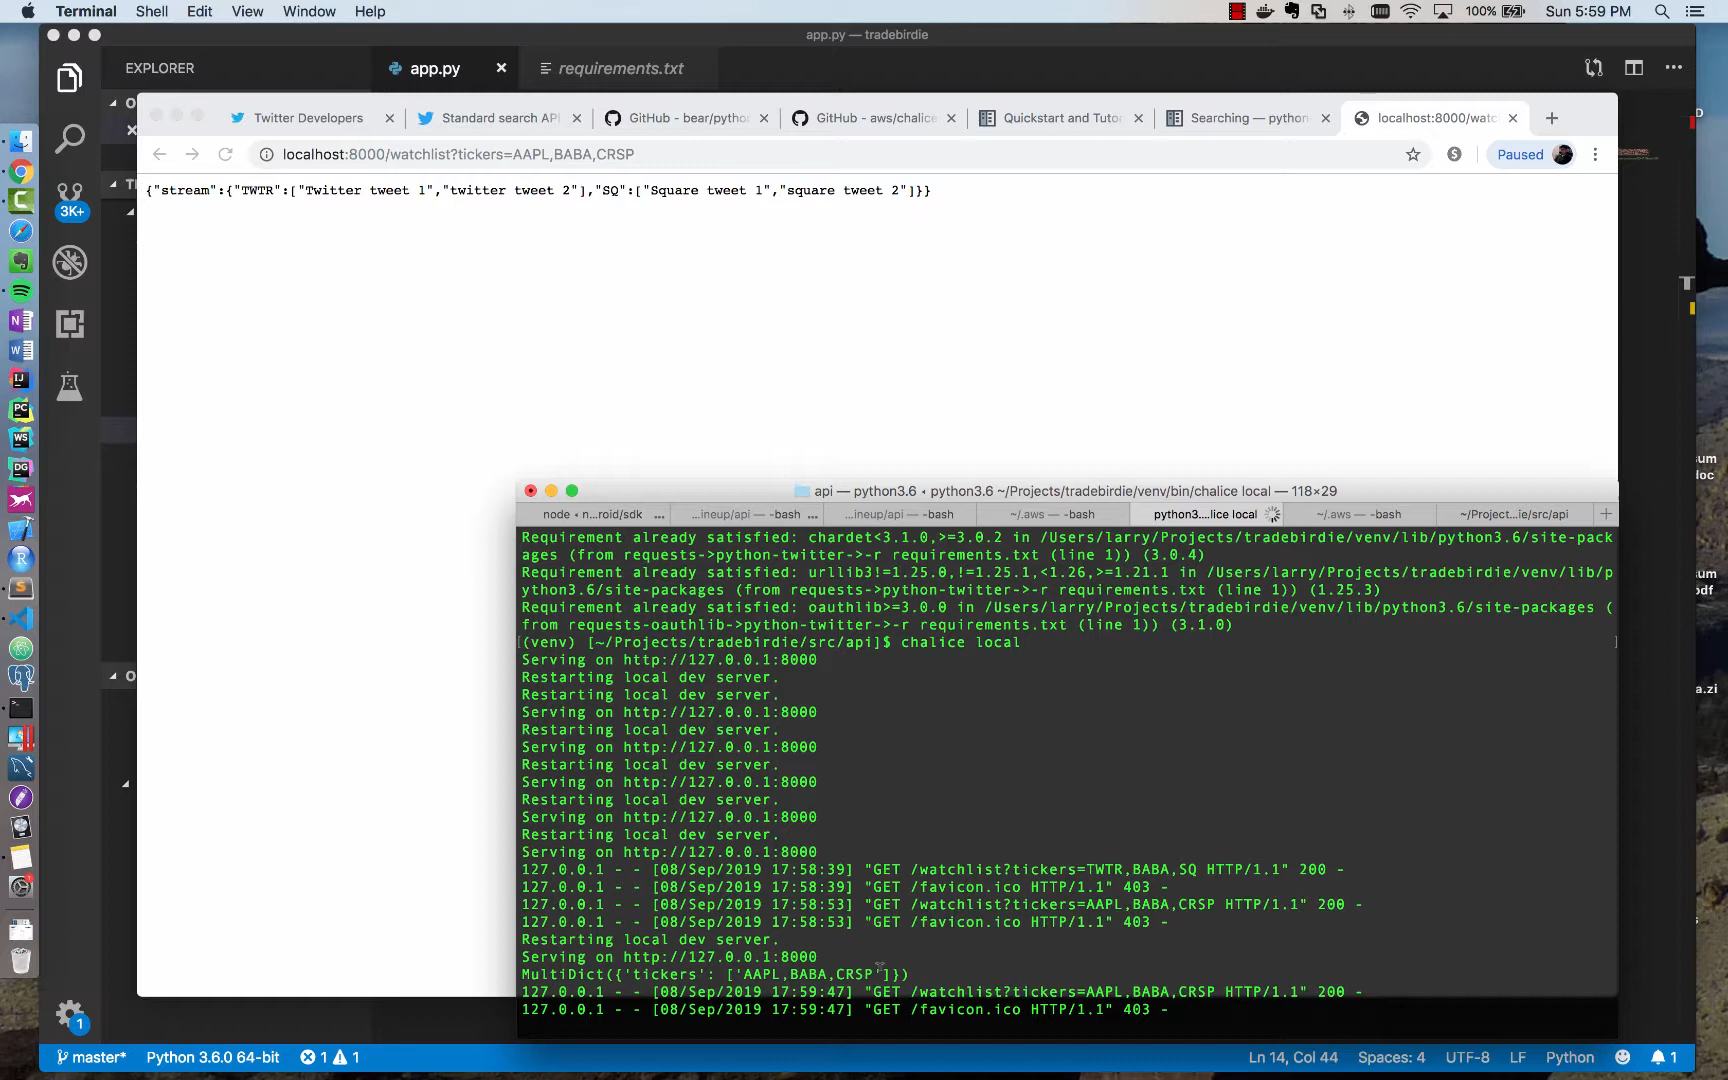 Terminal Shell Edit View Window Help 100% Sun 5:59 PM
app.py — tradebirdie
EXPLORER app.py requirements.txt
Twitter Developers Standard search API GitHub - bear/pytho GitHub - aws/chalice Quickstart and Tutor Searching — python localhost:8000/watc
localhost:8000/watchlist?tickers=AAPL,BABA,CRSP Paused
{"stream":{"TWTR":["Twitter tweet 1","twitter tweet 2"],"SQ":["Square tweet 1","square tweet 2"]}}
3K+
api — python3.6 • python3.6 ~/Projects/tradebirdie/venv/bin/chalice local — 118×29
node • n...roid/sdk ... ...ineup/api — -bash ... ...ineup/api — -bash ~/.aws — -bash python3....lice local ~/.aws — -bash ~/Project...ie/src/api
Requirement already satisfied: chardet<3.1.0,>=3.0.2 in /Users/larry/Projects/tradebirdie/venv/lib/python3.6/site-pack
ages (from requests->python-twitter->-r requirements.txt (line 1)) (3.0.4)
Requirement already satisfied: urllib3!=1.25.0,!=1.25.1,<1.26,>=1.21.1 in /Users/larry/Projects/tradebirdie/venv/lib/p
ython3.6/site-packages (from requests->python-twitter->-r requirements.txt (line 1)) (1.25.3)
Requirement already satisfied: oauthlib>=3.0.0 in /Users/larry/Projects/tradebirdie/venv/lib/python3.6/site-packages (
from requests-oauthlib->python-twitter->-r requirements.txt (line 1)) (3.1.0)
[(venv) [~/Projects/tradebirdie/src/api]$ chalice local ]
Serving on http://127.0.0.1:8000
Restarting local dev server.
Restarting local dev server.
Serving on http://127.0.0.1:8000
Restarting local dev server.
Serving on http://127.0.0.1:8000
Restarting local dev server.
Serving on http://127.0.0.1:8000
Restarting local dev server.
Serving on http://127.0.0.1:8000
Restarting local dev server.
Serving on http://127.0.0.1:8000
127.0.0.1 - - [08/Sep/2019 17:58:39] "GET /watchlist?tickers=TWTR,BABA,SQ HTTP/1.1" 200 -
127.0.0.1 - - [08/Sep/2019 17:58:39] "GET /favicon.ico HTTP/1.1" 403 -
127.0.0.1 - - [08/Sep/2019 17:58:53] "GET /watchlist?tickers=AAPL,BABA,CRSP HTTP/1.1" 200 -
127.0.0.1 - - [08/Sep/2019 17:58:53] "GET /favicon.ico HTTP/1.1" 403 -
Restarting local dev server.
Serving on http://127.0.0.1:8000
MultiDict({'tickers': ['AAPL,BABA,CRSP']})
127.0.0.1 - - [08/Sep/2019 17:59:47] "GET /watchlist?tickers=AAPL,BABA,CRSP HTTP/1.1" 200 -
127.0.0.1 - - [08/Sep/2019 17:59:47] "GET /favicon.ico HTTP/1.1" 403 -
master* Python 3.6.0 64-bit 1 1 Ln 14, Col 44 Spaces: 4 UTF-8 LF Python 1